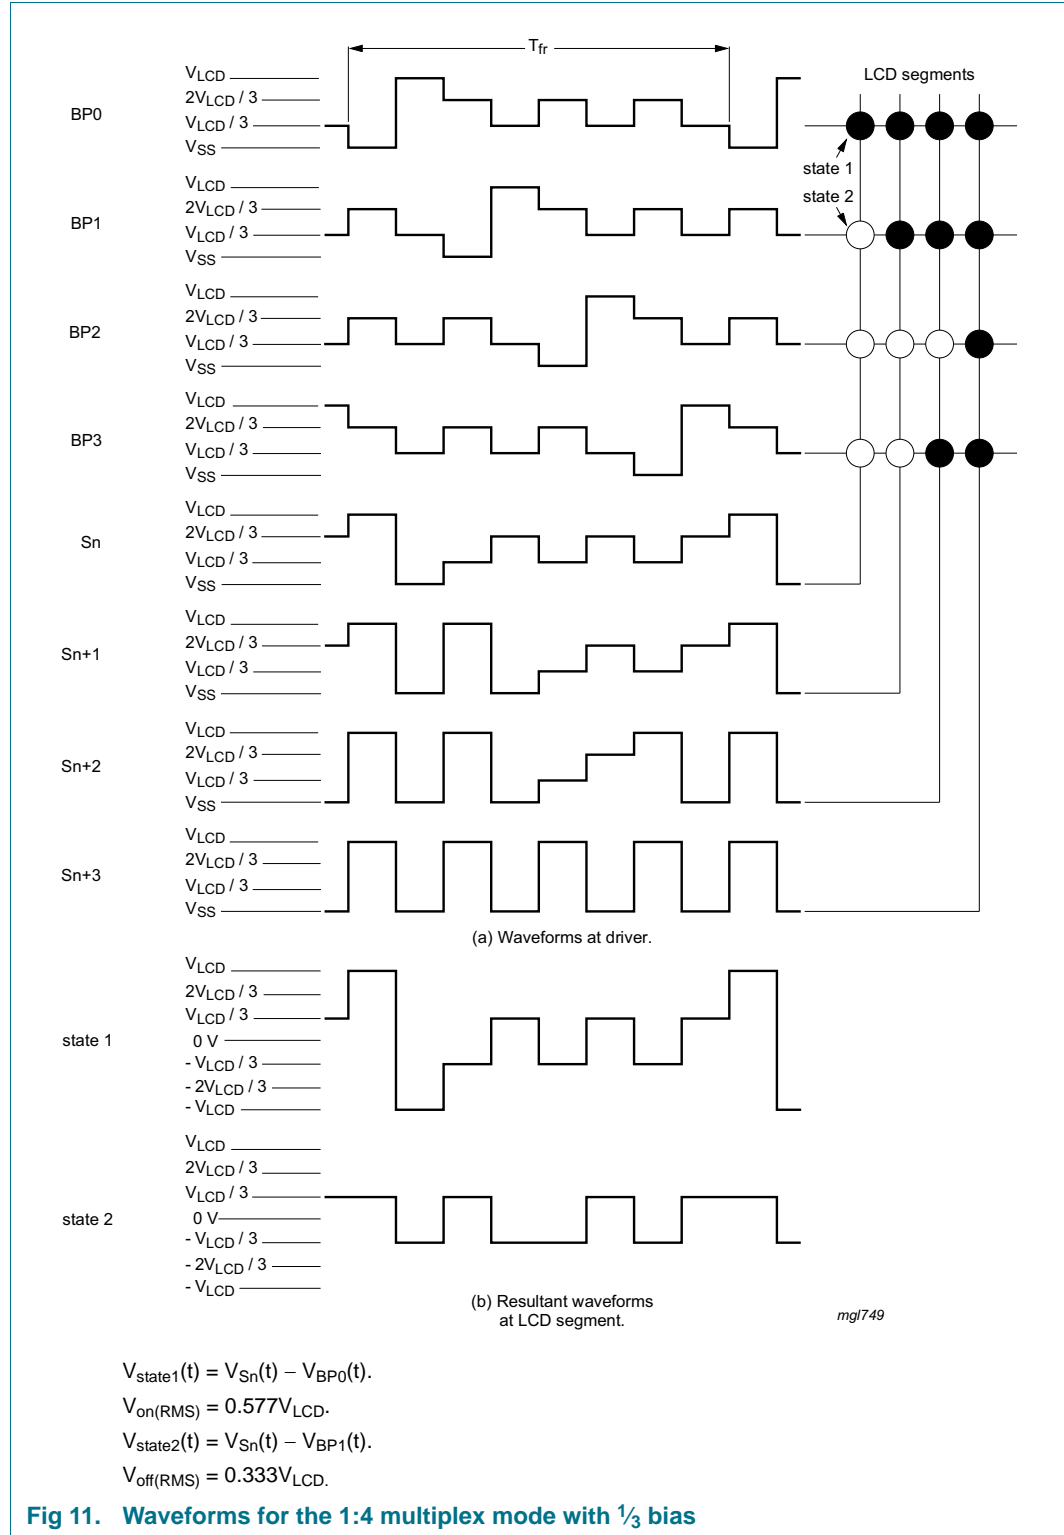 Tfr
LCD segments
BP0
VLCD
2VLCD / 3
VLCD / 3
VSS
state 1
state 2
BP1
VLCD
2VLCD / 3
VLCD / 3
VSS
BP2
VLCD
2VLCD / 3
VLCD / 3
VSS
BP3
VLCD
2VLCD / 3
VLCD / 3
VSS
Sn
VLCD
2VLCD / 3
VLCD / 3
VSS
Sn+1
VLCD
2VLCD / 3
VLCD / 3
VSS
Sn+2
VLCD
2VLCD / 3
VLCD / 3
VSS
Sn+3
VLCD
2VLCD / 3
VLCD / 3
VSS
(a) Waveforms at driver.
state 1
VLCD
2VLCD / 3
VLCD / 3
0 V
- VLCD / 3
- 2VLCD / 3
- VLCD
state 2
VLCD
2VLCD / 3
VLCD / 3
0 V
- VLCD / 3
- 2VLCD / 3
- VLCD
(b) Resultant waveforms
at LCD segment.
mgl749
Vstate1(t) = VSn(t) − VBP0(t).
Von(RMS) = 0.577VLCD.
Vstate2(t) = VSn(t) − VBP1(t).
Voff(RMS) = 0.333VLCD.
Fig 11. Waveforms for the 1:4 multiplex mode with 1⁄3 bias